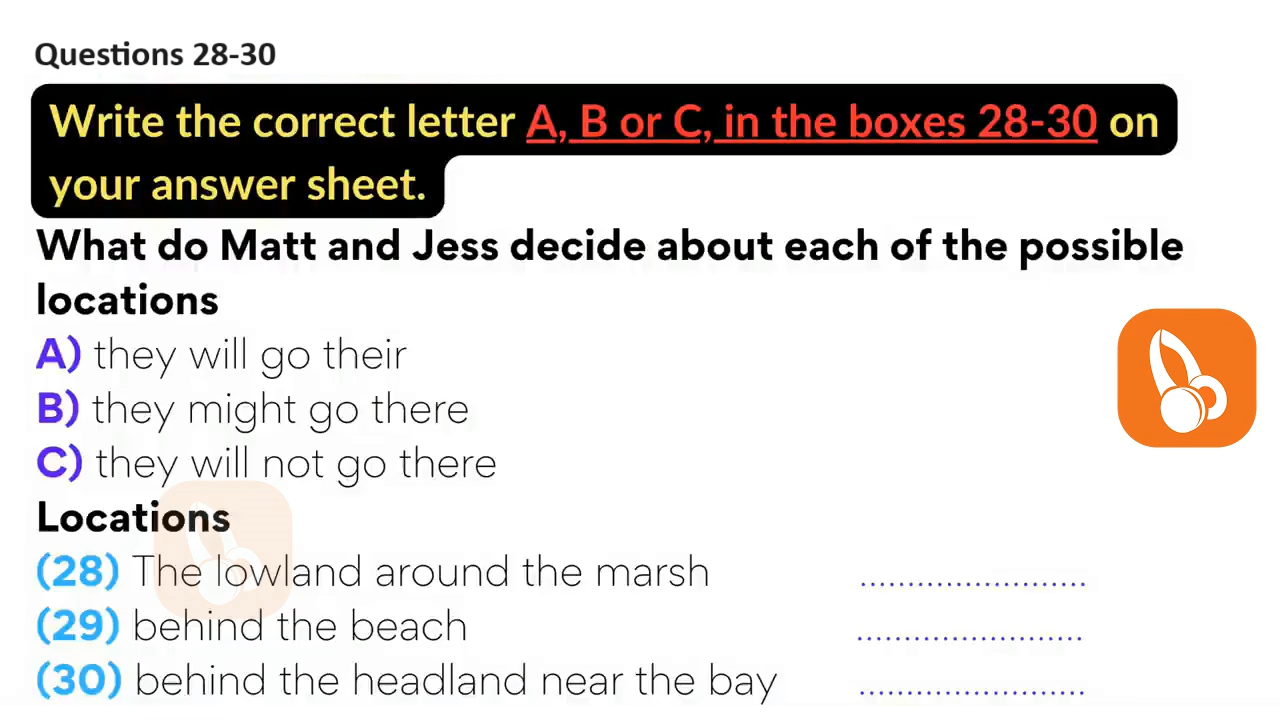 Questions 28-30
Write the correct letter A, B or C, in the boxes 28-30 on
your answer sheet.
What do Matt and Jess decide about each of the possible
locations
A) they will go their
B) they might go there
C) they will not go there
Locations
(28) The lowland around the marsh ........................
(29) behind the beach ........................
(30) behind the headland near the bay ........................